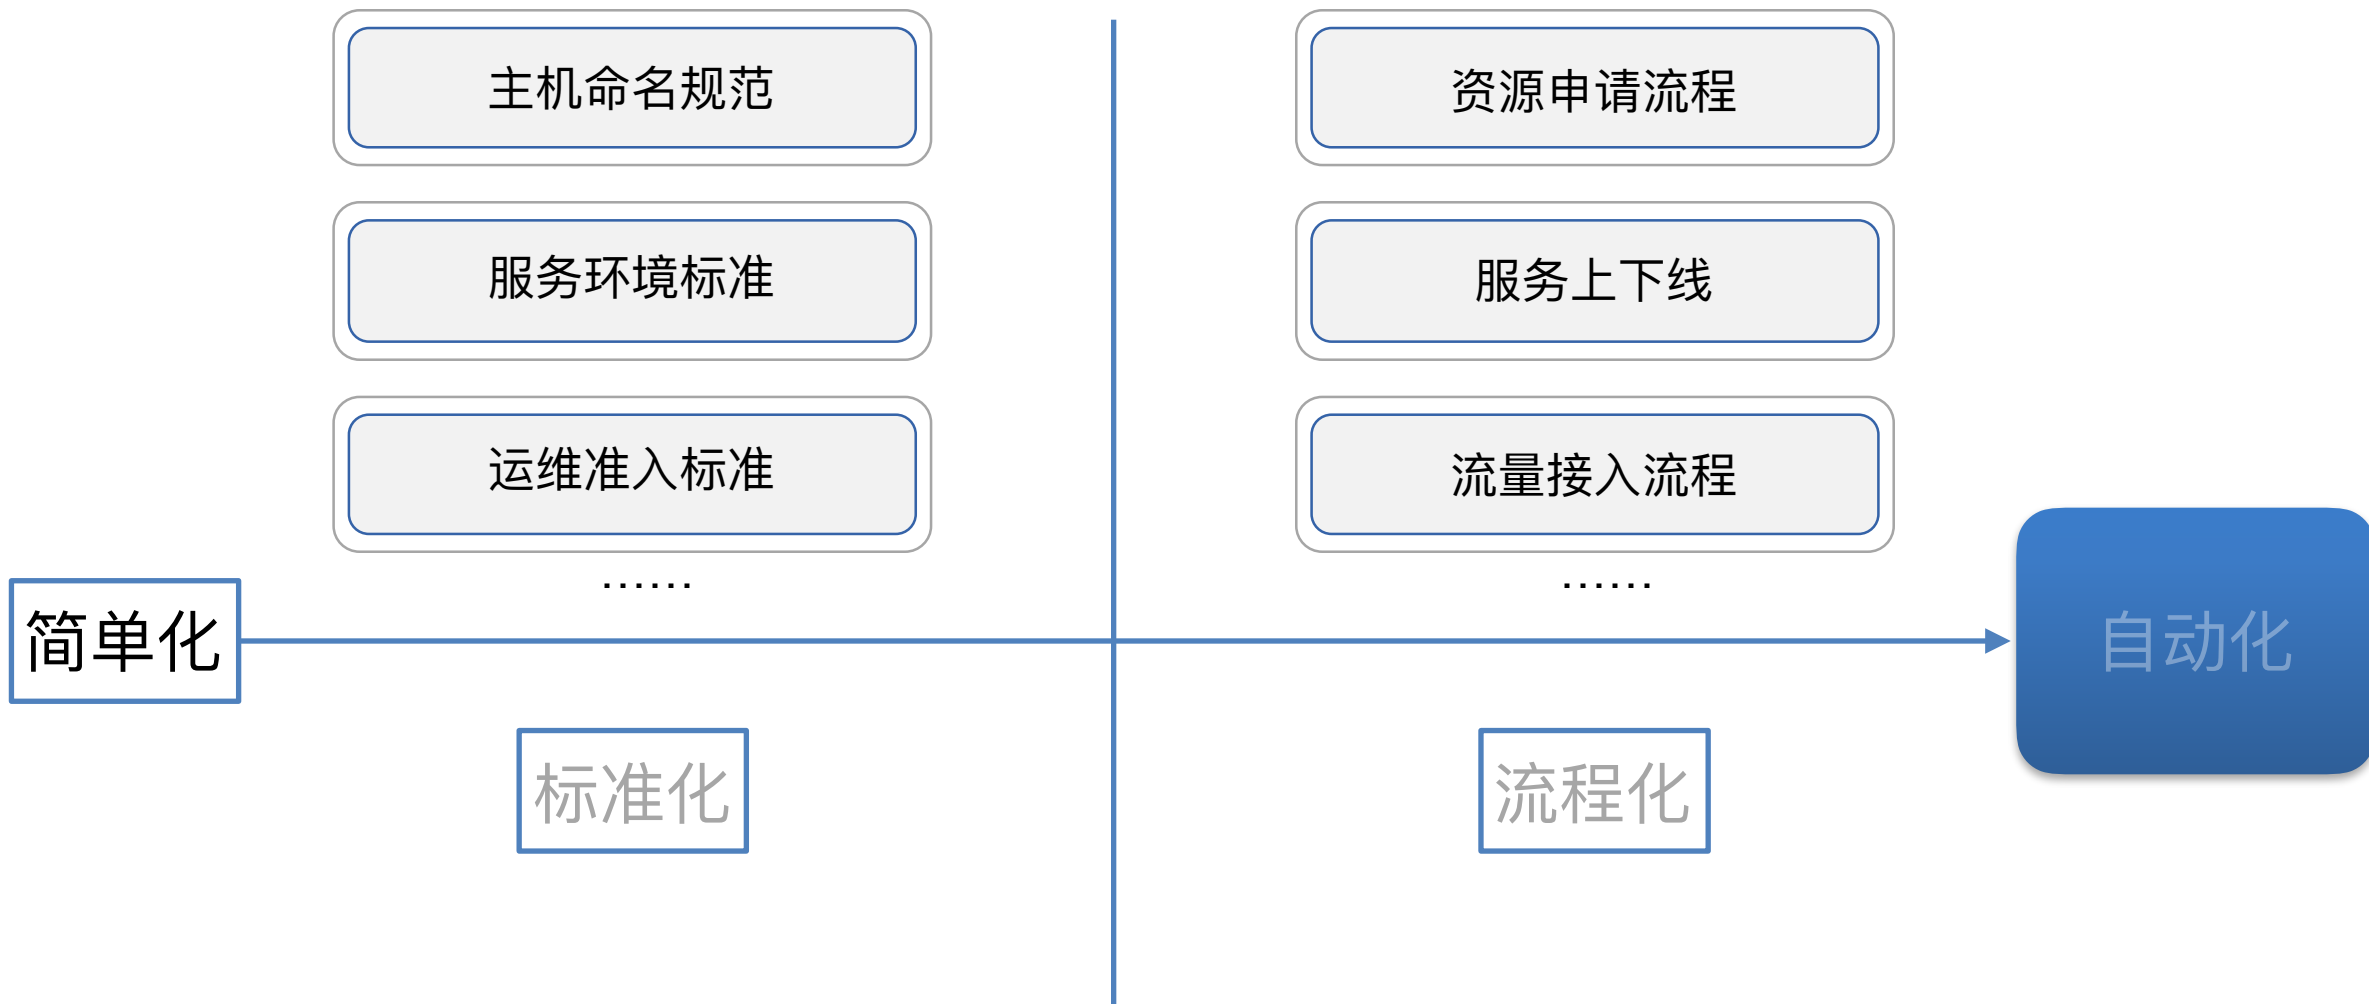 主机命名规范
服务环境标准
运维准入标准
......
资源申请流程
服务上下线
流量接入流程
......
简单化
自动化
标准化
流程化